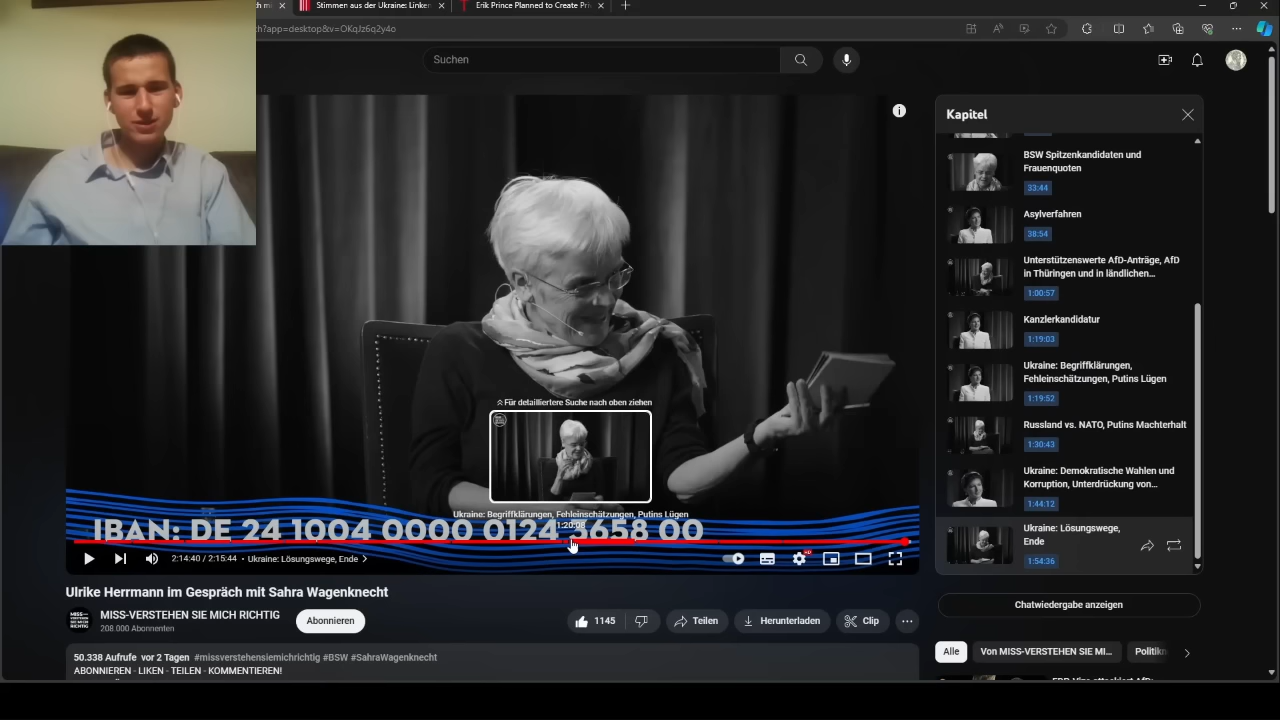 ch mi
Stimmen aus der Ukraine: Linken
Erik Prince Planned to Create Pri
ch?app=desktop&v=OKqJz6q2y4o
Suchen
Kapitel
BSW Spitzenkandidaten und
Frauenquoten
33:44
Asylverfahren
38:54
Unterstützenswerte AfD-Anträge, AfD
in Thüringen und in ländlichen...
1:00:57
Kanzlerkandidatur
1:19:03
Ukraine: Begriffklärungen,
Fehleinschätzungen, Putins Lügen
1:19:52
Russland vs. NATO, Putins Machterhalt
1:30:43
Ukraine: Demokratische Wahlen und
Korruption, Unterdrückung von...
1:44:12
Ukraine: Lösungswege,
Ende
1:54:36
Chatwiedergabe anzeigen
Alle
Von MISS-VERSTEHEN SIE MI...
Politikn
Für detailliertere Suche nach oben ziehen
Ukraine: Begriffklärungen, Fehleinschätzungen, Putins Lügen
1:20:08
IBAN: DE 24 1004 0000 0124 3658 00
2:14:40 / 2:15:44 • Ukraine: Lösungswege, Ende
HD
Ulrike Herrmann im Gespräch mit Sahra Wagenknecht
MISS-VERSTEHEN SIE MICH RICHTIG
208.000 Abonnenten
Abonnieren
1145
Teilen
Herunterladen
Clip
50.338 Aufrufe vor 2 Tagen #missverstehensiemichrichtig #BSW #SahraWagenknecht
ABONNIEREN - LIKEN - TEILEN - KOMMENTIEREN!